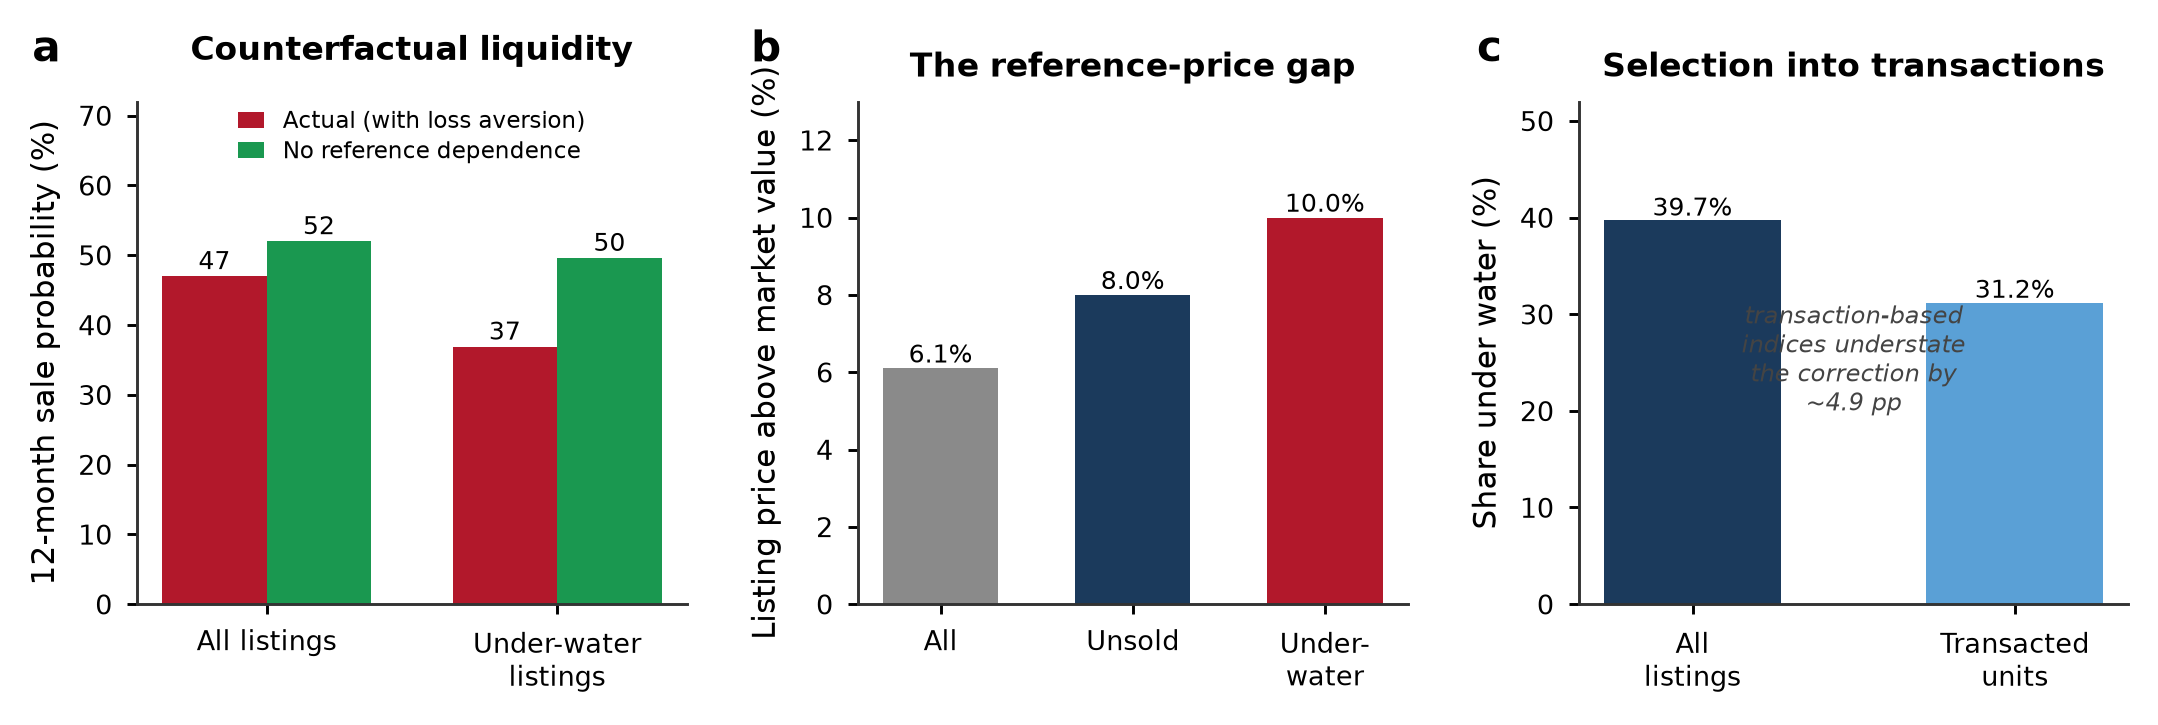 a
Counterfactual liquidity
12-month sale probability (%)
70
60
50
40
30
20
10
0
Actual (with loss aversion)
No reference dependence
47
52
37
50
All listings
Under-water
listings
b
The reference-price gap
Listing price above market value (%)
12
10
8
6
4
2
0
6.1%
8.0%
10.0%
All
Unsold
Under-
water
c
Selection into transactions
Share under water (%)
50
40
30
20
10
0
39.7%
31.2%
transaction-based
indices understate
the correction by
~4.9 pp
All
listings
Transacted
units